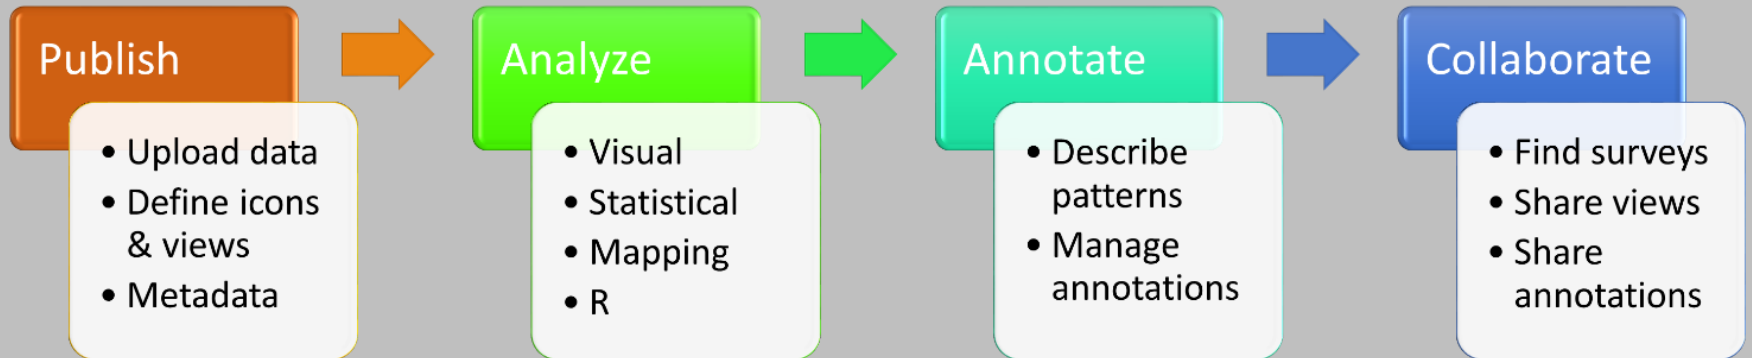 Publish
• Upload data
• Define icons
& views
• Metadata
Analyze
• Visual
• Statistical
• Mapping
• R
Annotate
• Describe
patterns
• Manage
annotations
Collaborate
• Find surveys
• Share views
• Share
annotations